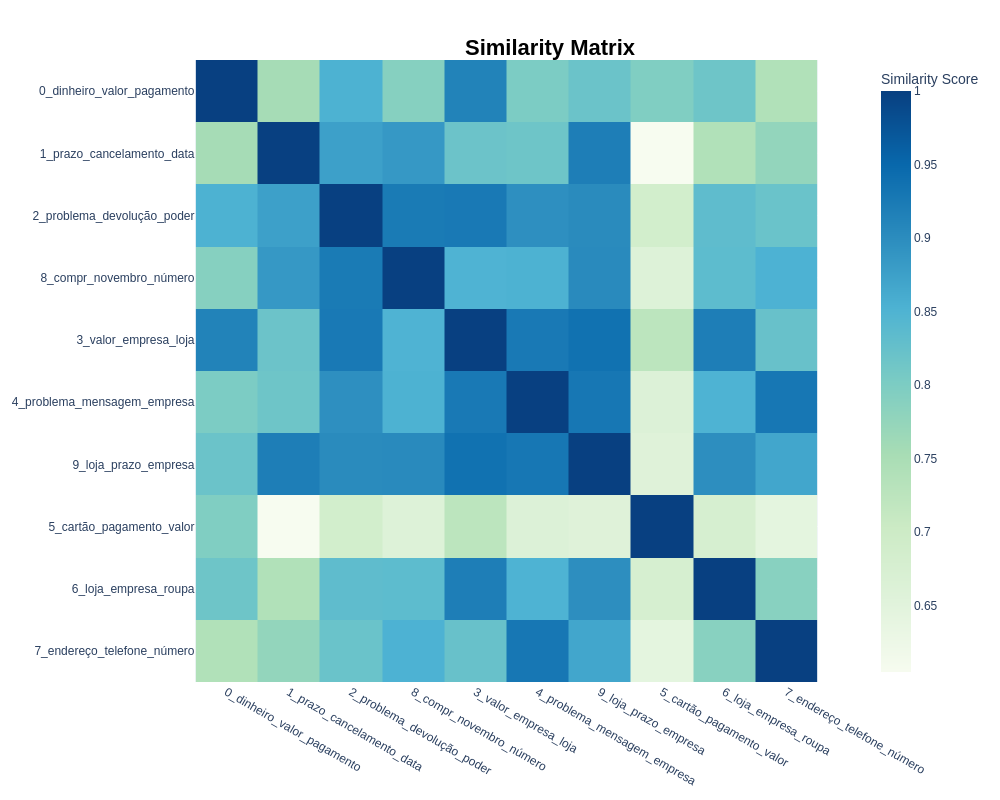 Similarity Matrix
Similarity Score
1
0.95
0.9
0.85
0.8
0.75
0.7
0.65
0_dinheiro_valor_pagamento
1_prazo_cancelamento_data
2_problema_devolução_poder
8_compr_novembro_número
3_valor_empresa_loja
4_problema_mensagem_empresa
9_loja_prazo_empresa
5_cartão_pagamento_valor
6_loja_empresa_roupa
7_endereço_telefone_número
0_dinheiro_valor_pagamento
1_prazo_cancelamento_data
2_problema_devolução_poder
8_compr_novembro_número
3_valor_empresa_loja
4_problema_mensagem_empresa
9_loja_prazo_empresa
5_cartão_pagamento_valor
6_loja_empresa_roupa
7_endereço_telefone_número